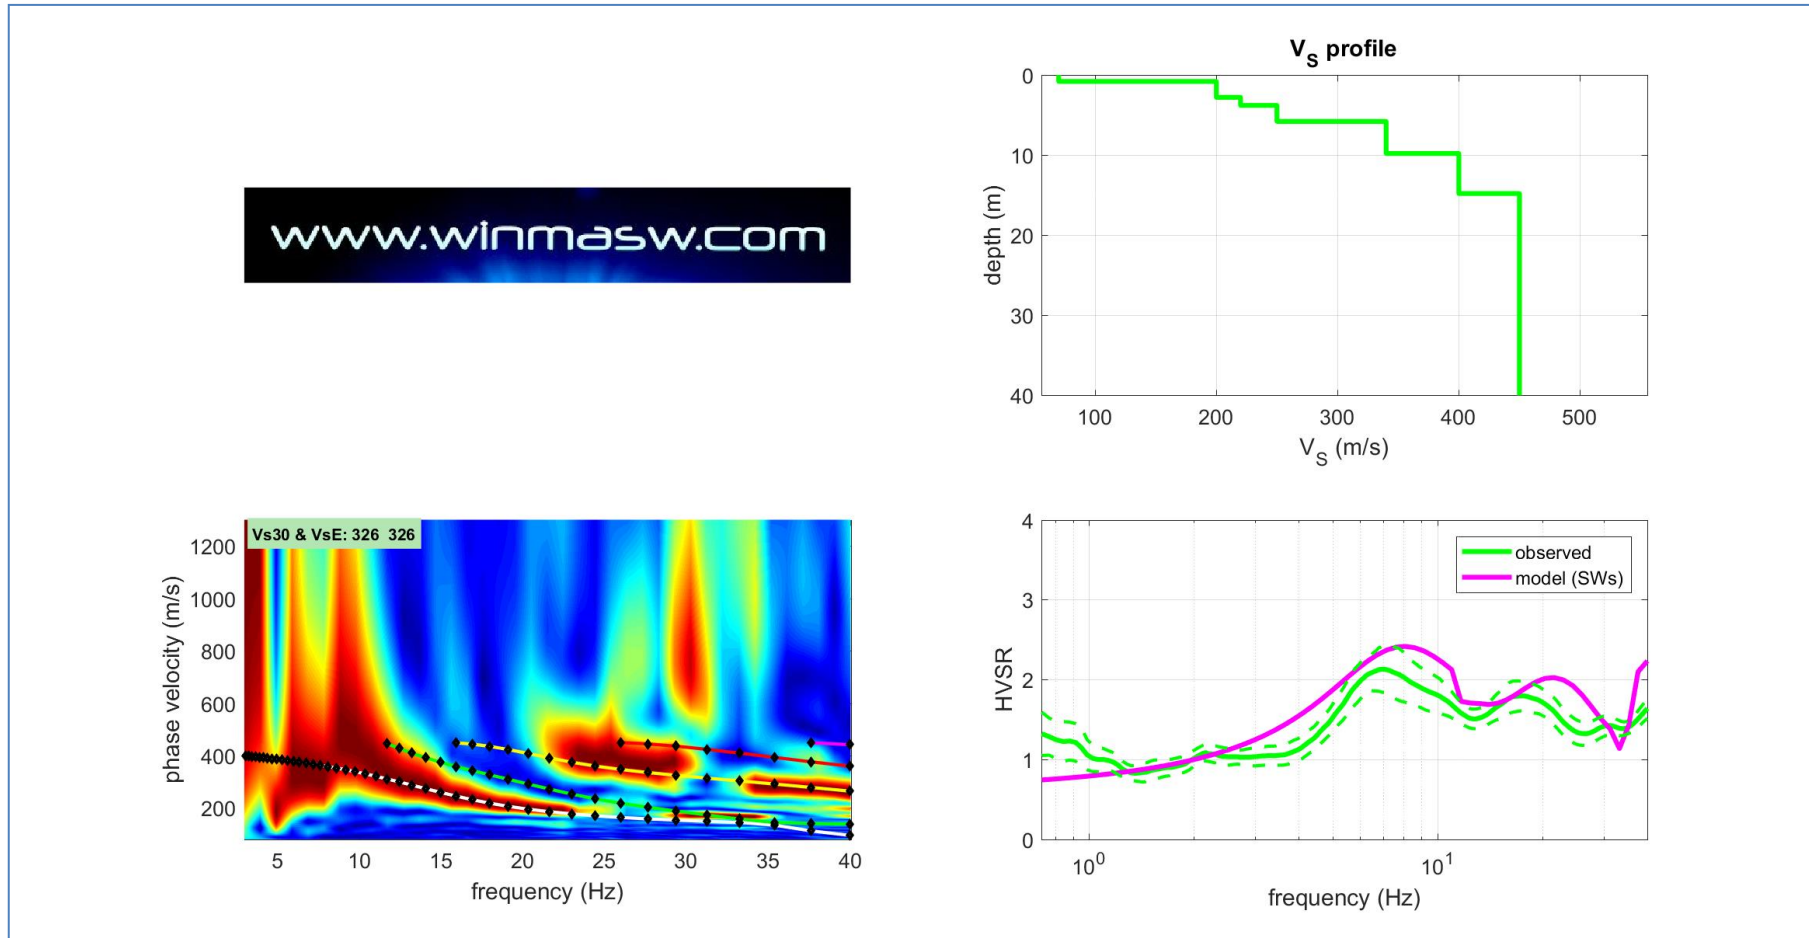 www.winmasw.com
V_S profile
0
10
20
30
40
depth (m)
100 200 300 400 500
V_S (m/s)
Vs30 & VsE: 326 326
1200
1000
800
600
400
200
phase velocity (m/s)
5 10 15 20 25 30 35 40
frequency (Hz)
4
3
2
1
0
HVSR
observed
model (SWs)
10^0 10^1
frequency (Hz)